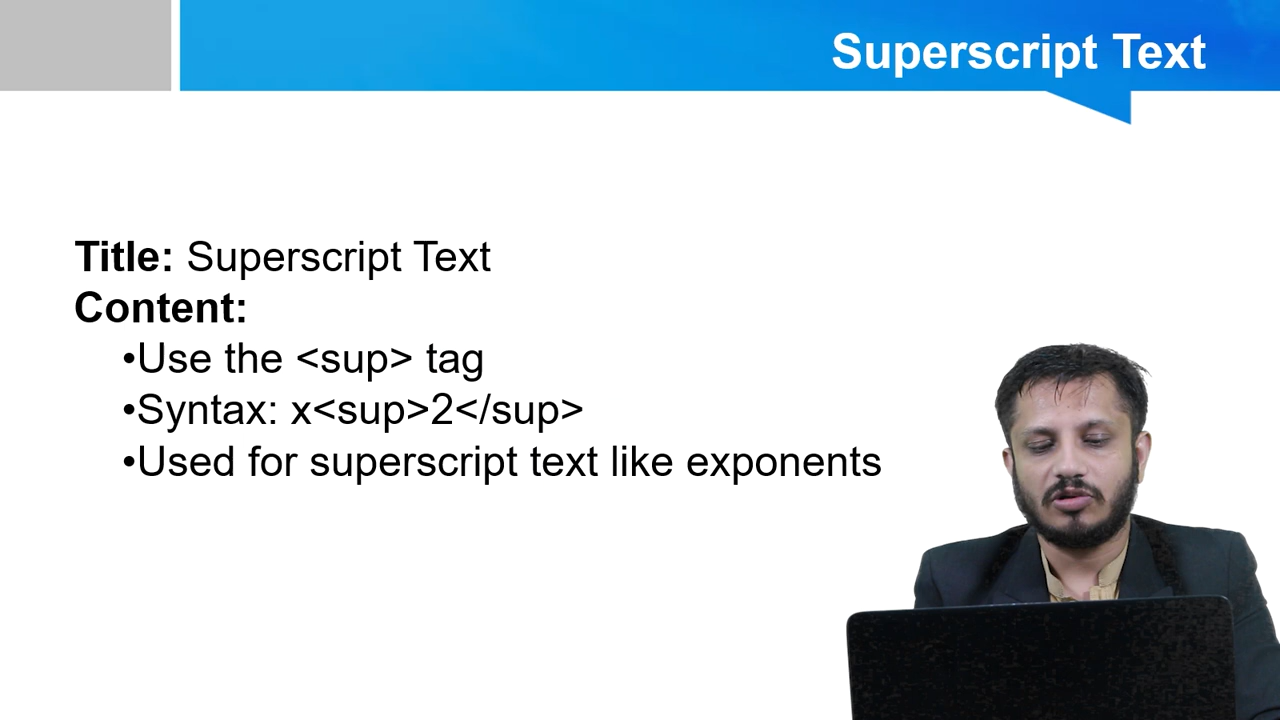 Superscript Text
Title: Superscript Text
Content:
•Use the <sup> tag
•Syntax: x<sup>2</sup>
•Used for superscript text like exponents